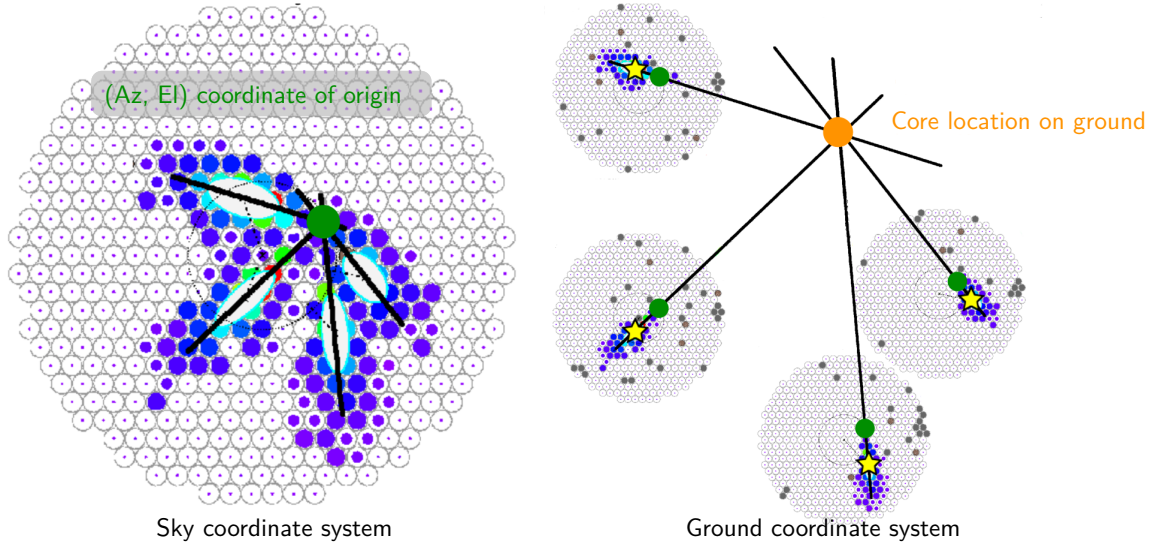 (Az, El) coordinate of origin
Core location on ground
Sky coordinate system
Ground coordinate system